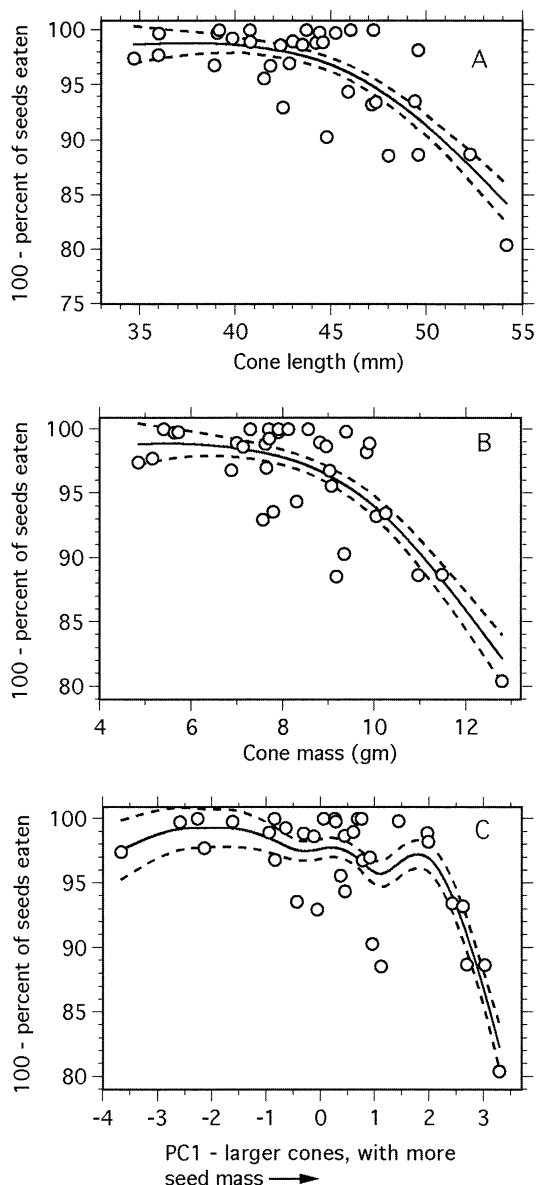 100 - percent of seeds eaten
A
100
95
90
85
80
75
35 40 45 50 55
Cone length (mm)
100 - percent of seeds eaten
B
100
95
90
85
80
4 6 8 10 12
Cone mass (gm)
100 - percent of seeds eaten
C
100
95
90
85
80
-4 -3 -2 -1 0 1 2 3
PC1 - larger cones, with more
seed mass